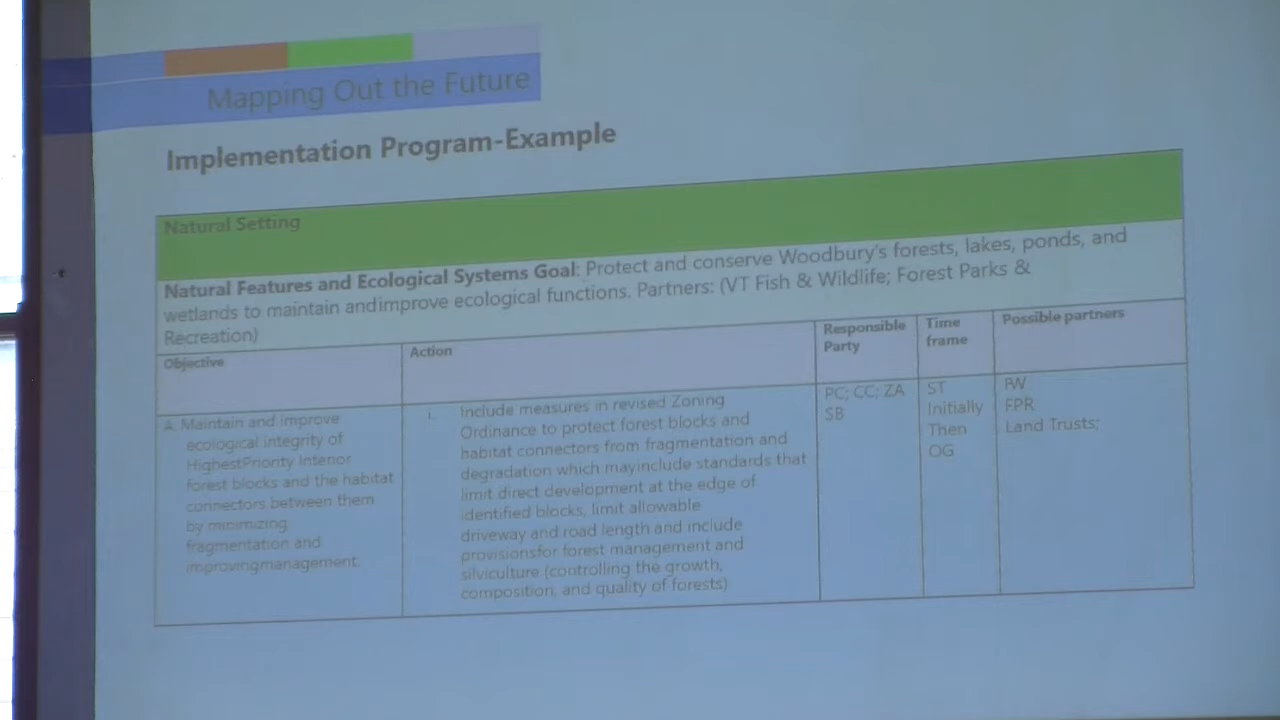 Mapping Out the Future
Implementation Program-Example
Natural Setting
Natural Features and Ecological Systems Goal: Protect and conserve Woodbury's forests, lakes, ponds, and
wetlands to maintain andimprove ecological functions. Partners: (VT Fish & Wildlife; Forest Parks &
Recreation)
Objective
Action
Responsible
Party
Time
frame
Possible partners
A. Maintain and improve
ecological integrity of
HighestPriority Interior
forest blocks and the habitat
connectors between them
by minimizing
fragmentation and
improvingmanagement.
i. Include measures in revised Zoning
Ordinance to protect forest blocks and
habitat connectors from fragmentation and
degradation which mayinclude standards that
limit direct development at the edge of
identified blocks, limit allowable
driveway and road length and include
provisionsfor forest management and
silviculture (controlling the growth,
composition, and quality of forests)
PC; CC; ZA
SB
ST
Initially
Then
OG
FW
FPR
Land Trusts;